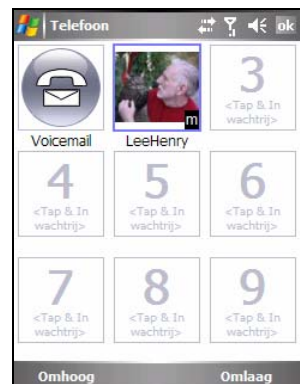 Telefoon ok
3
<Tap & In
wachtrij>
Voicemail LeeHenry
m
4 5 6
<Tap & In <Tap & In <Tap & In
wachtrij> wachtrij> wachtrij>
7 8 9
<Tap & In <Tap & In <Tap & In
wachtrij> wachtrij> wachtrij>
Omhoog Omlaag